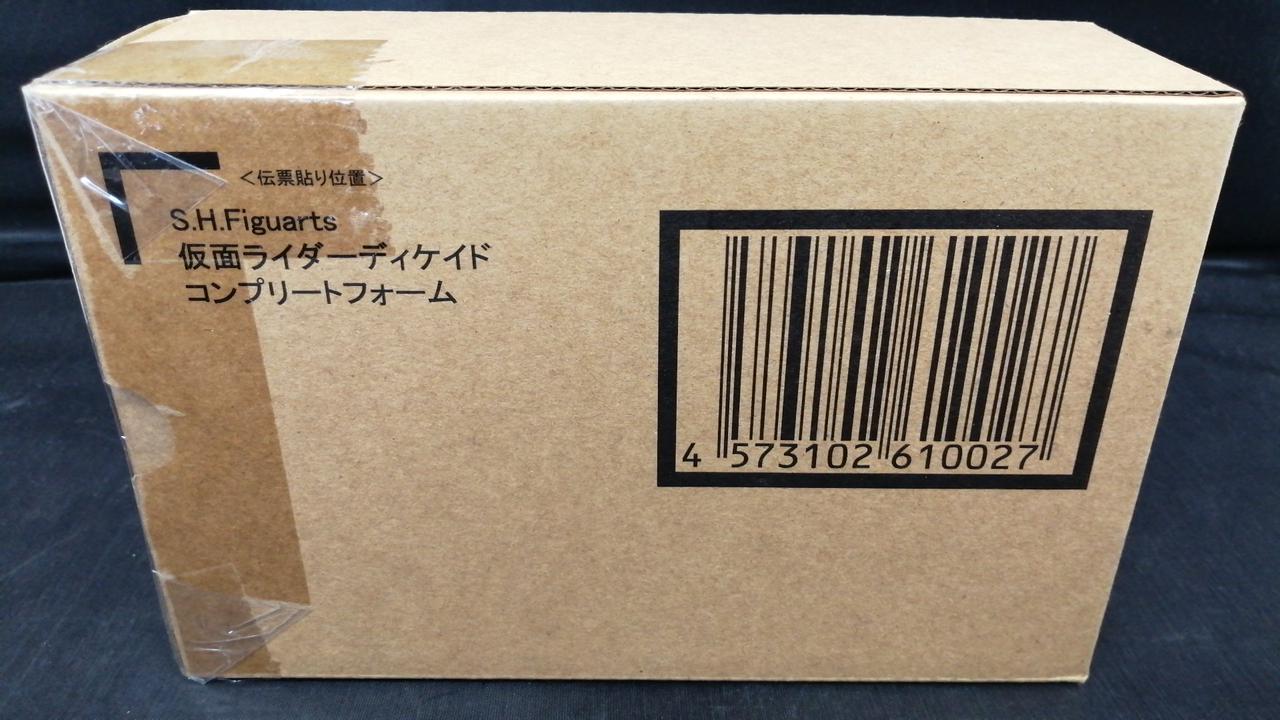 <伝票貼り位置>
S.H.Figuarts
仮面ライダーディケイド
コンプリートフォーム
4 573102 610027